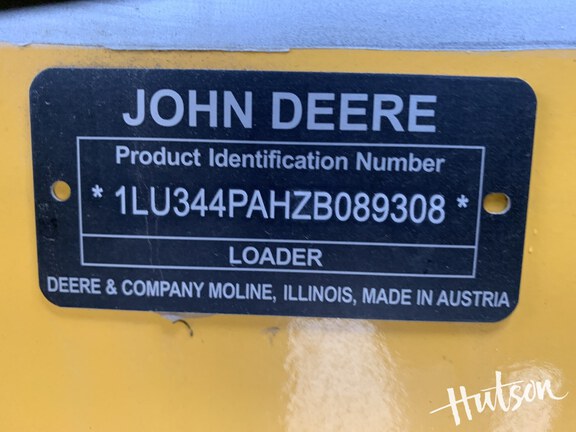 JOHN DEERE
Product Identification Number
* 1LU344PAHZB089308 *
LOADER
DEERE & COMPANY MOLINE, ILLINOIS, MADE IN AUSTRIA
Hutson